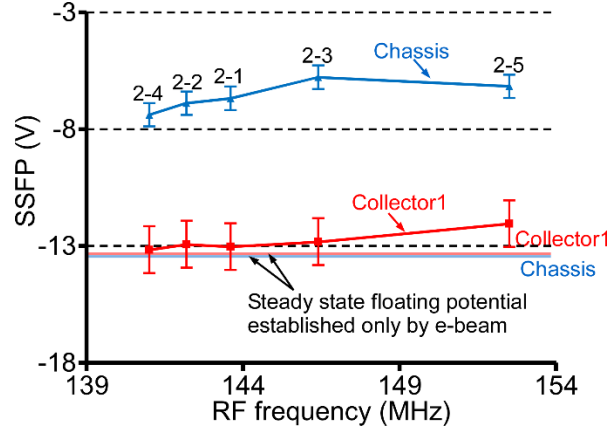 -3
Chassis
2-3
2-5
2-1
2-2
2-4
-8
SSFP (V)
Collector1
-13
Collector1
Chassis
Steady state floating potential
established only by e-beam
-18
139
144
149
154
RF frequency (MHz)